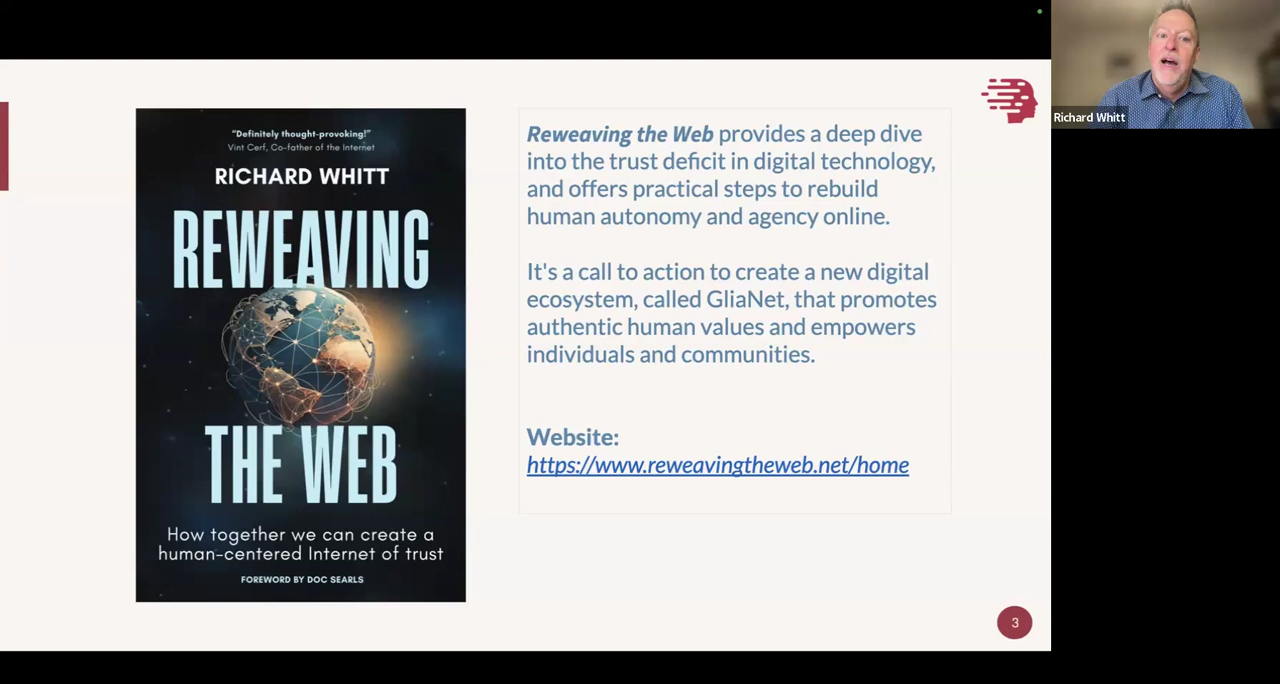 "Definitely thought-provoking!"
Vint Cerf, Co-father of the Internet
RICHARD WHITT
REWEAVING
THE WEB
How together we can create a
human-centered Internet of trust
FOREWORD BY DOC SEARLS
Reweaving the Web provides a deep dive
into the trust deficit in digital technology,
and offers practical steps to rebuild
human autonomy and agency online.
It's a call to action to create a new digital
ecosystem, called GliaNet, that promotes
authentic human values and empowers
individuals and communities.
Website:
https://www.reweavingtheweb.net/home
3
Richard Whitt